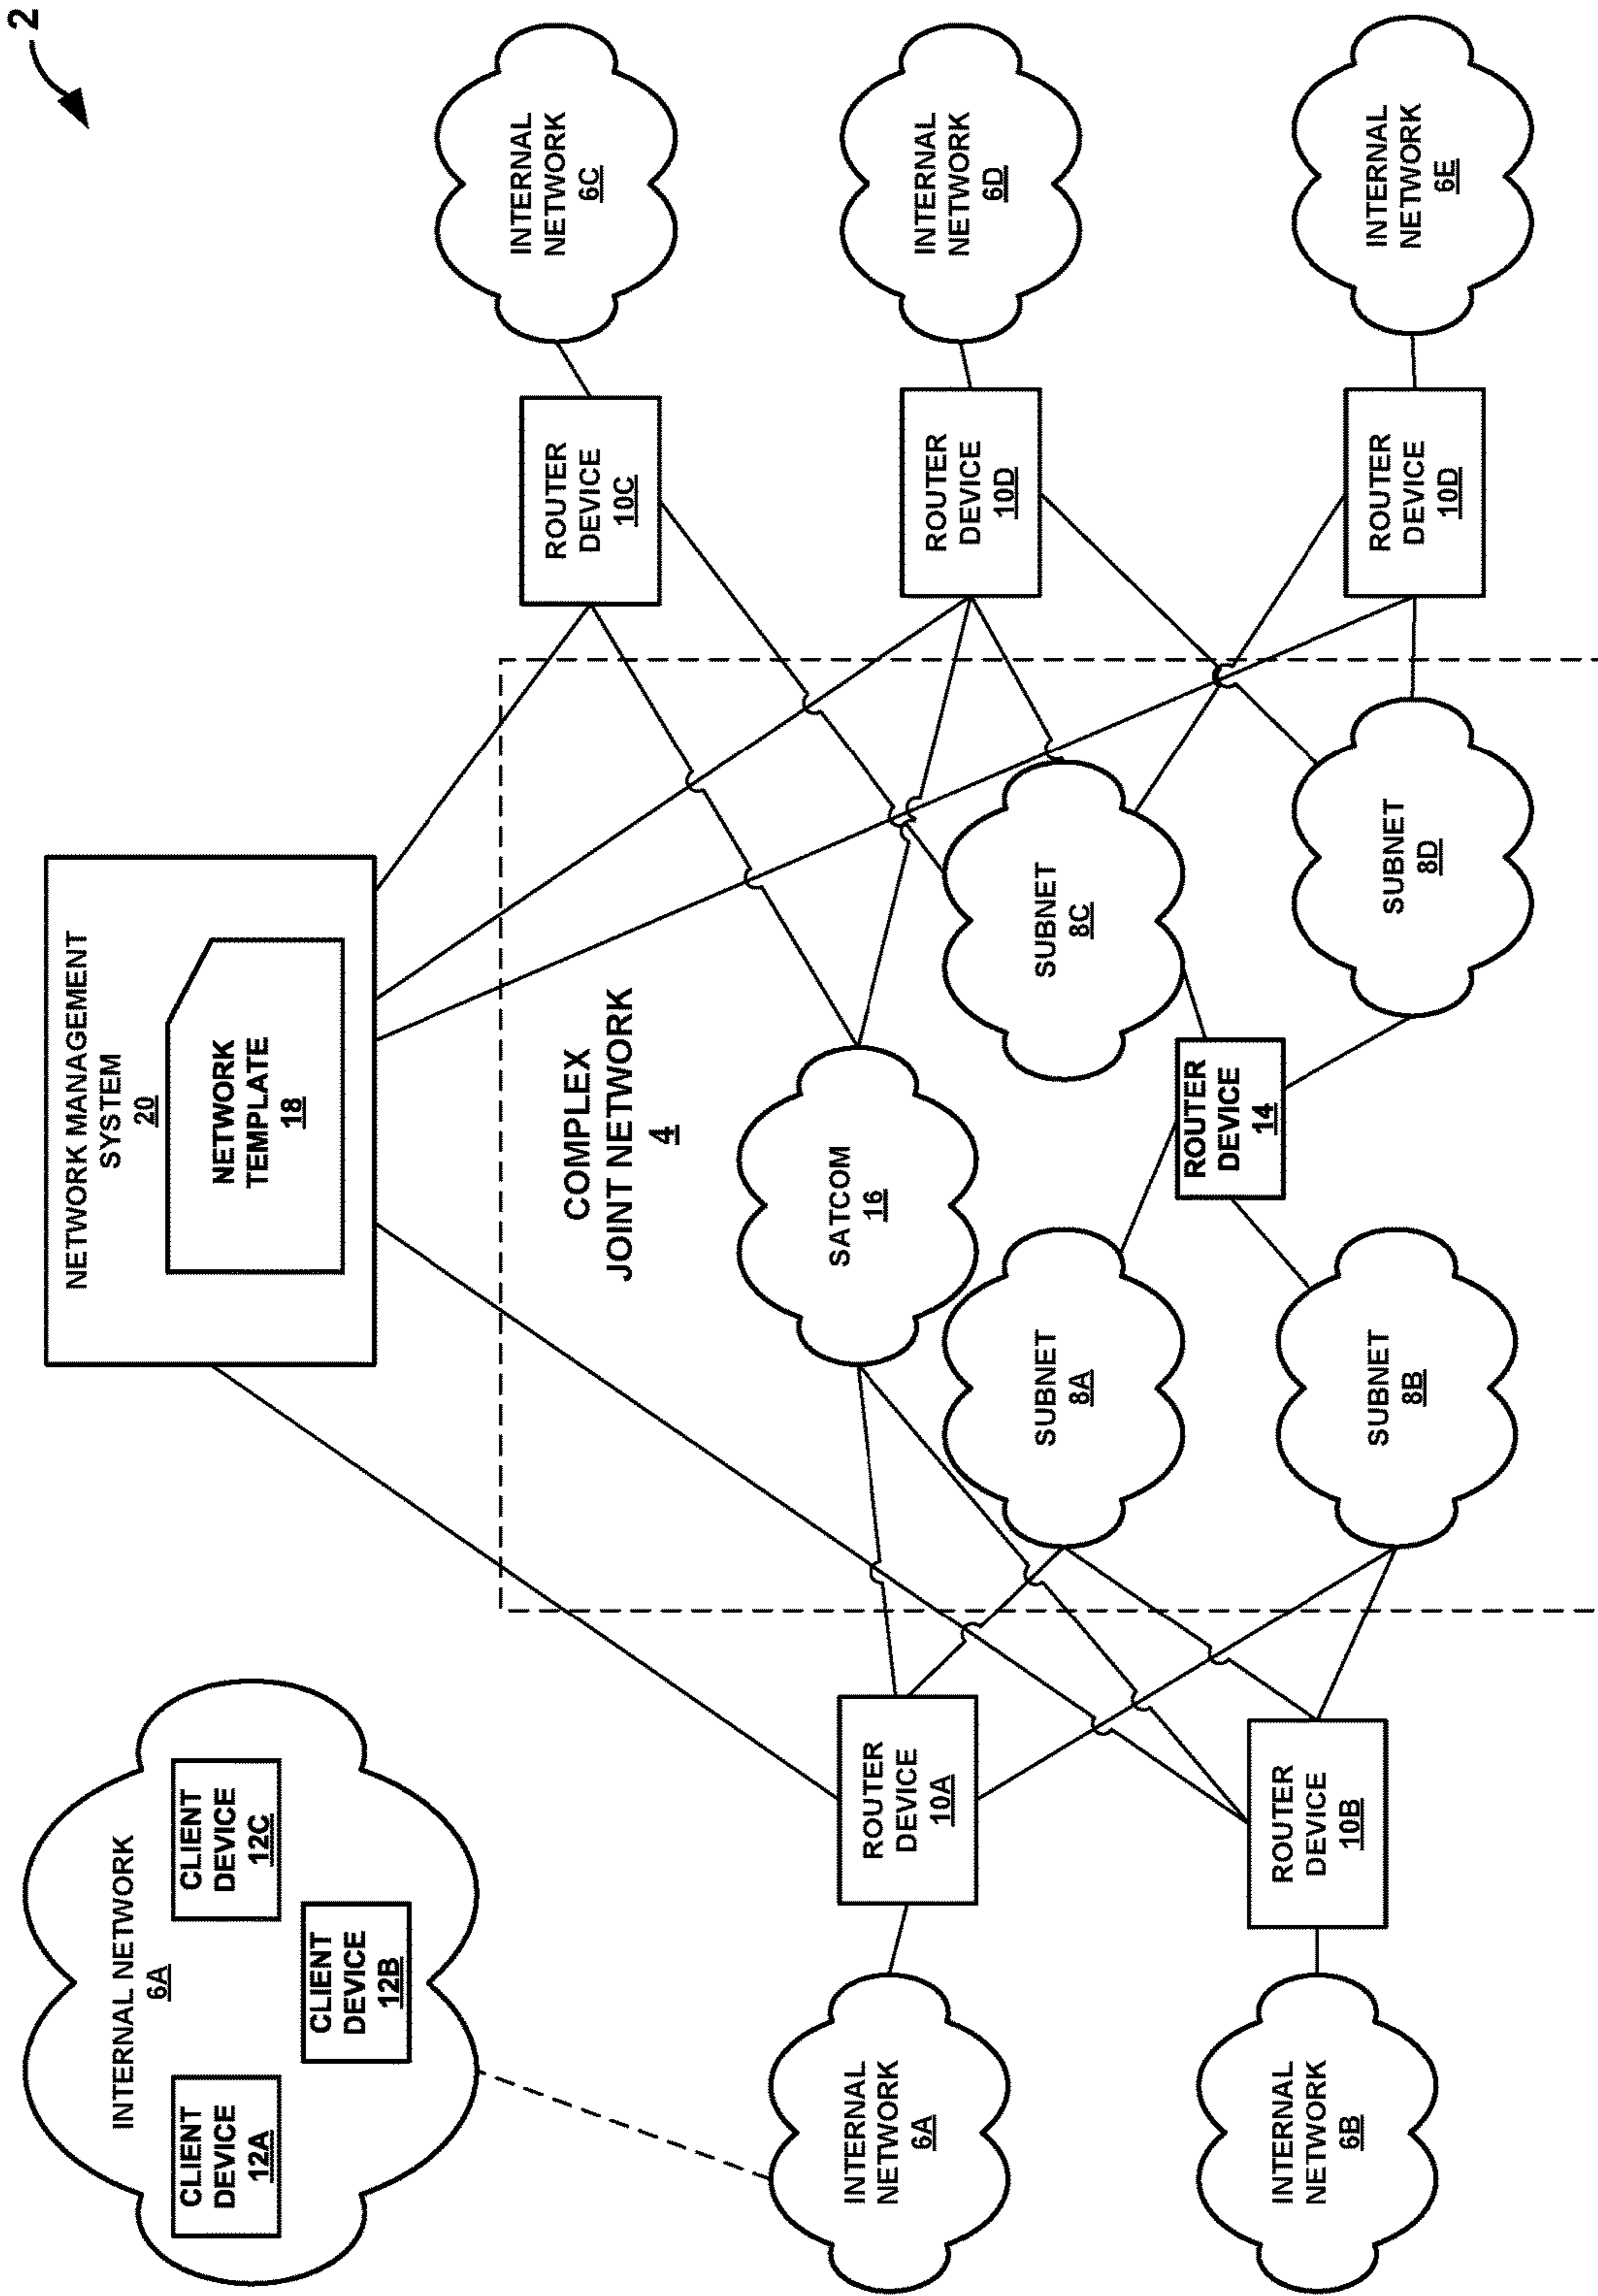 2
INTERNAL NETWORK
6A
CLIENT
DEVICE
12A
CLIENT
DEVICE
12B
CLIENT
DEVICE
12C
NETWORK MANAGEMENT
SYSTEM
20
NETWORK
TEMPLATE
18
COMPLEX
JOINT NETWORK
4
INTERNAL
NETWORK
6A
ROUTER
DEVICE
10A
SATCOM
16
ROUTER
DEVICE
10C
INTERNAL
NETWORK
6C
SUBNET
8A
SUBNET
8C
ROUTER
DEVICE
10D
INTERNAL
NETWORK
6D
ROUTER
DEVICE
14
INTERNAL
NETWORK
6B
ROUTER
DEVICE
10B
SUBNET
8B
SUBNET
8D
ROUTER
DEVICE
10D
INTERNAL
NETWORK
6E